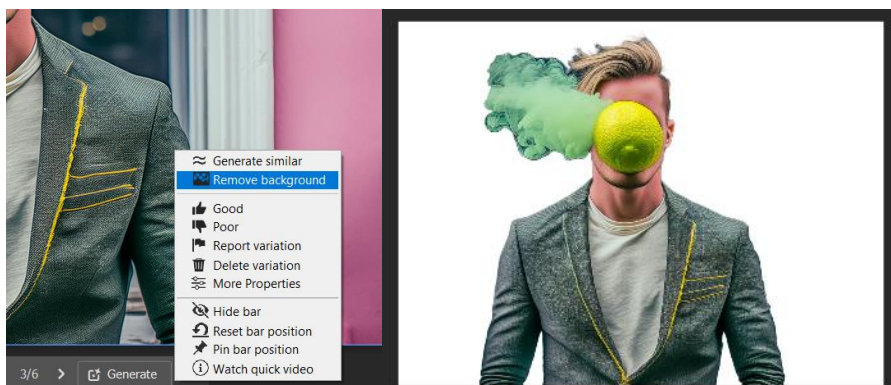 Generate similar
Remove background
Good
Poor
Report variation
Delete variation
More Properties
Hide bar
Reset bar position
Pin bar position
Watch quick video
3/6 > Generate